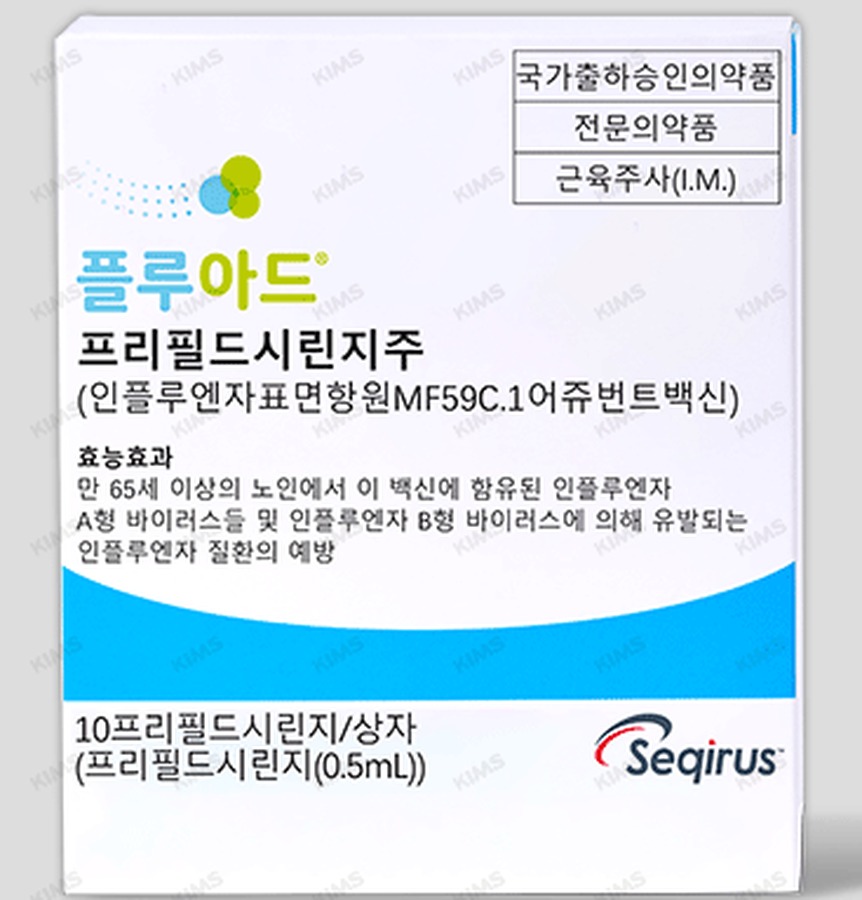 국가출하승인의약품
전문의약품
근육주사(I.M.)
플루아드®
프리필드시린지주
(인플루엔자표면항원MF59C.1어쥬번트백신)
효능효과
만 65세 이상의 노인에서 이 백신에 함유된 인플루엔자
A형 바이러스들 및 인플루엔자 B형 바이러스에 의해 유발되는
인플루엔자 질환의 예방
10프리필드시린지/상자
(프리필드시린지(0.5mL))
Seqirus™
KIMS